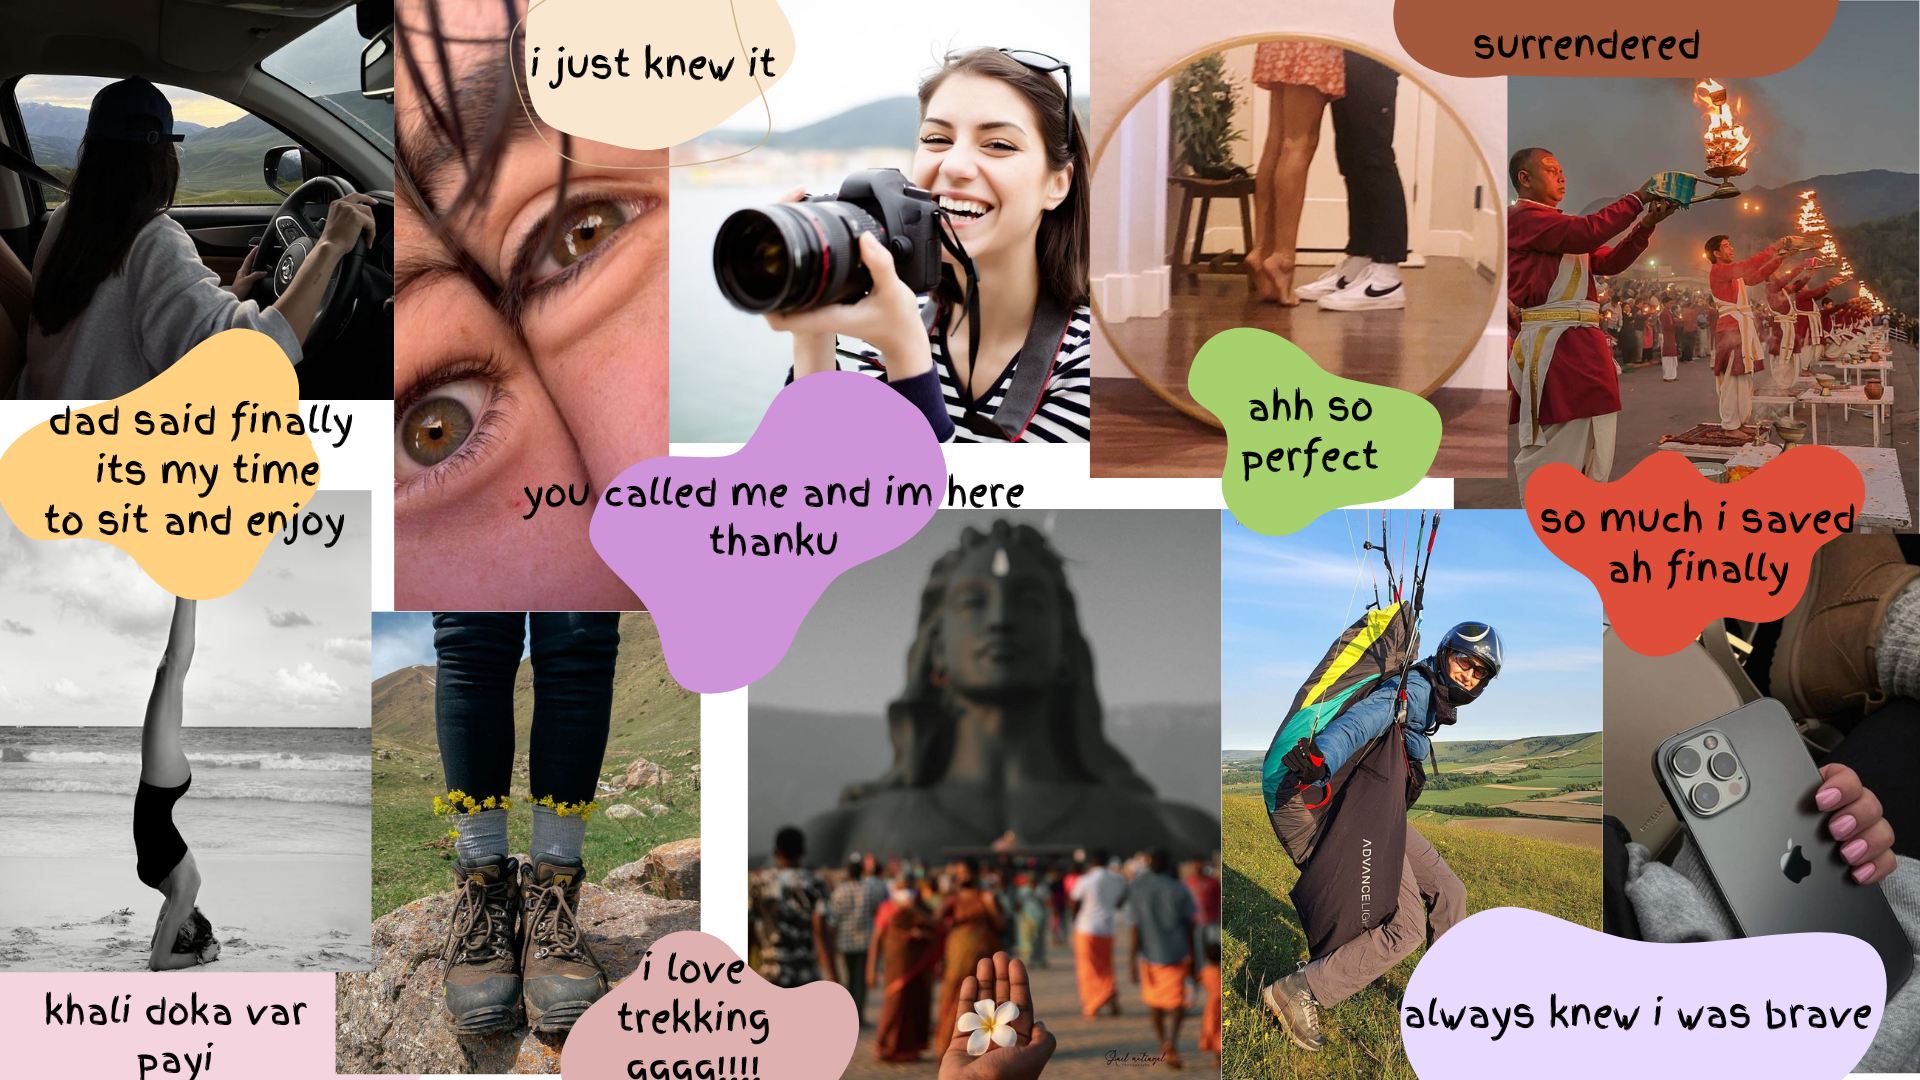 i just knew it
surrendered
dad said finally
its my time
to sit and enjoy
you called me and im here
thanku
ahh so
perfect
so much i saved
ah finally
ADVANCE
khali doka var
payi
i love
trekking
gggg!!!!
always knew i was brave